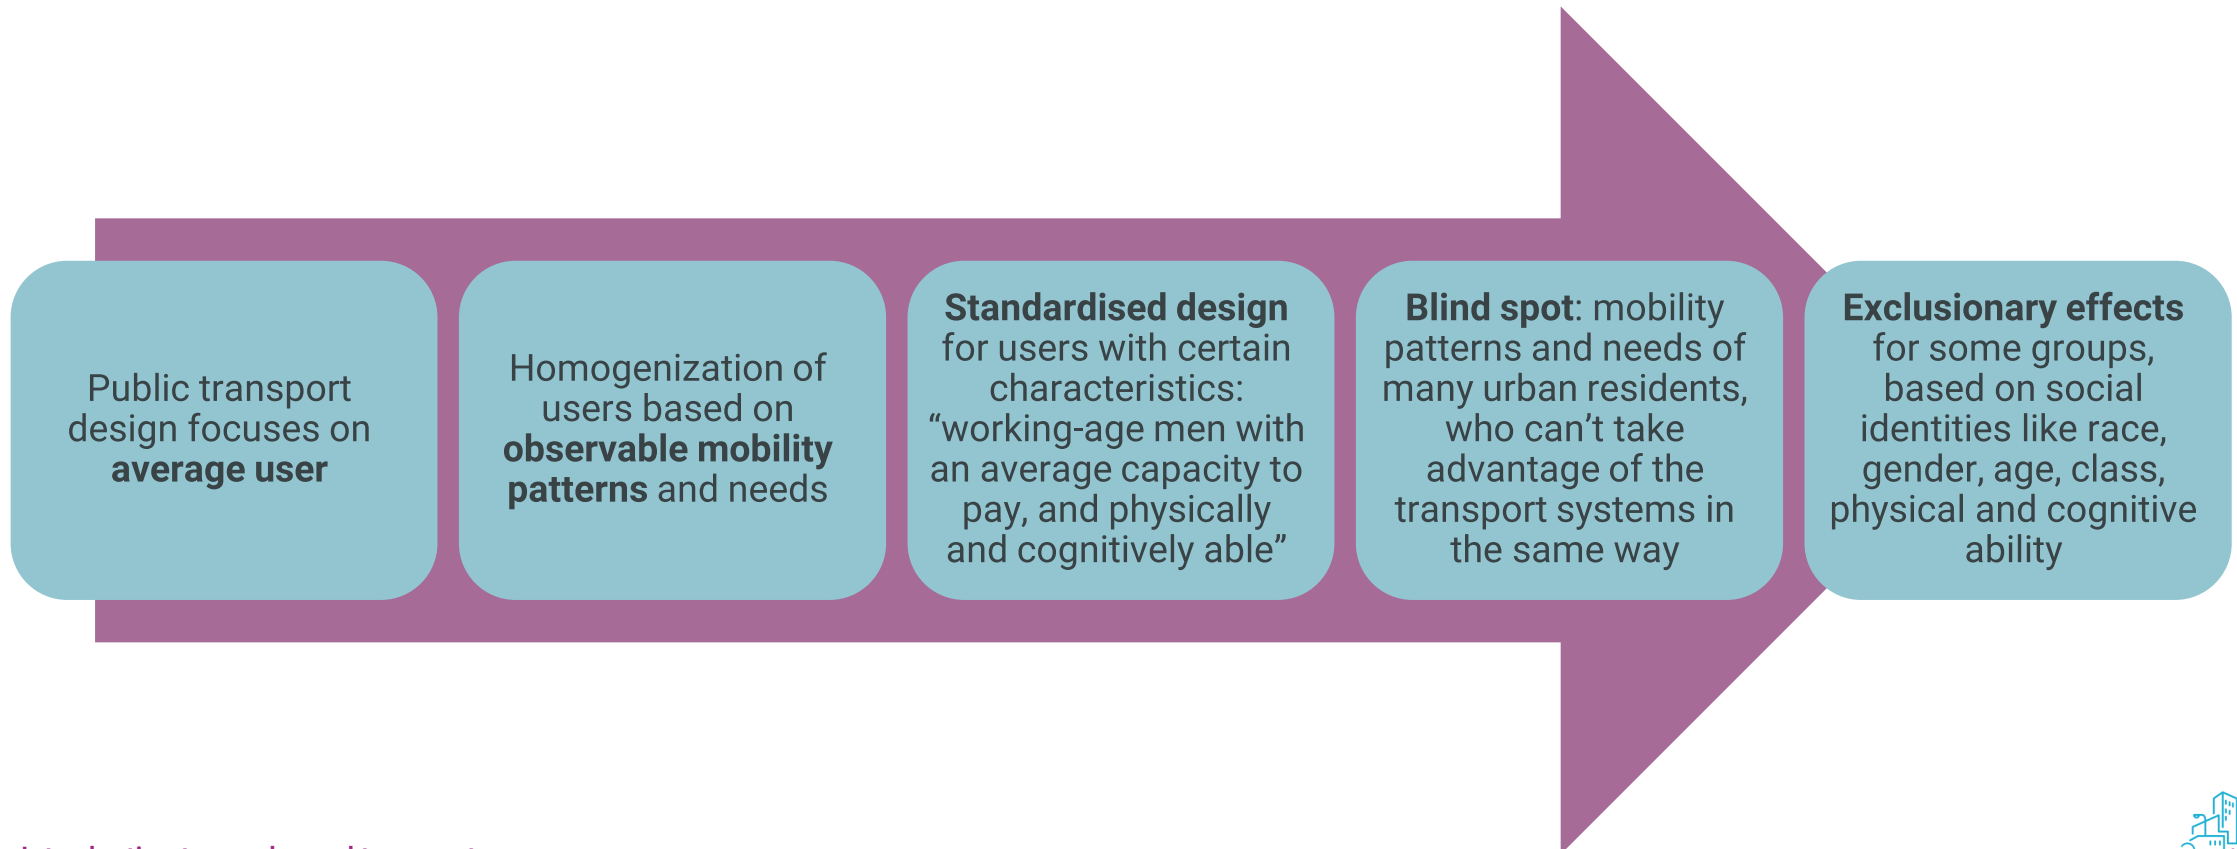 Public transport
design focuses on
average user
Homogenization of
users based on
observable mobility
patterns and needs
Standardised design
for users with certain
characteristics:
“working-age men with
an average capacity to
pay, and physically
and cognitively able”
Blind spot: mobility
patterns and needs of
many urban residents,
who can’t take
advantage of the
transport systems in
the same way
Exclusionary effects
for some groups,
based on social
identities like race,
gender, age, class,
physical and cognitive
ability